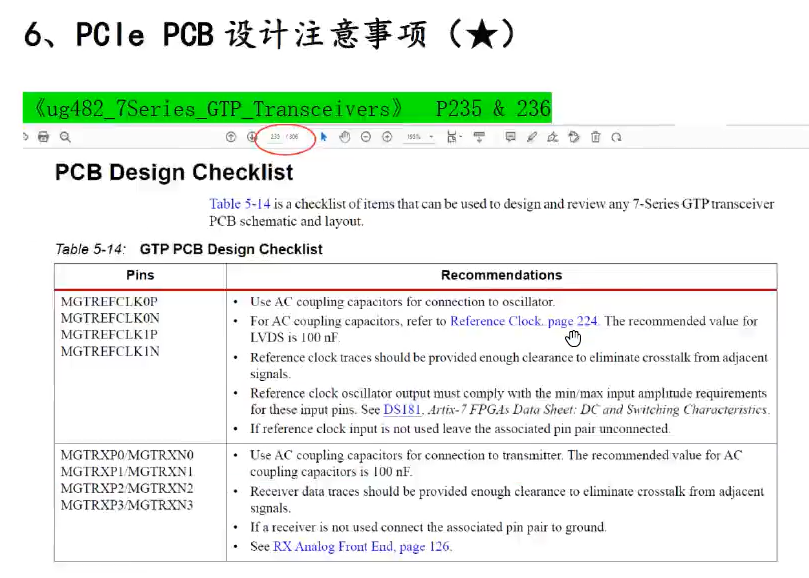 6、PCIe PCB 设计注意事项（★）
《ug482_7Series_GTP_Transceivers》 P235 & 236
235 / 306
PCB Design Checklist
Table 5-14 is a checklist of items that can be used to design and review any 7-Series GTP transceiver
PCB schematic and layout.
Table 5-14: GTP PCB Design Checklist
Pins Recommendations
MGTREFCLK0P
MGTREFCLK0N
MGTREFCLK1P
MGTREFCLK1N
• Use AC coupling capacitors for connection to oscillator.
• For AC coupling capacitors, refer to Reference Clock, page 224. The recommended value for
LVDS is 100 nF.
• Reference clock traces should be provided enough clearance to eliminate crosstalk from adjacent
signals.
• Reference clock oscillator output must comply with the min/max input amplitude requirements
for these input pins. See DS181, Artix-7 FPGAs Data Sheet: DC and Switching Characteristics.
• If reference clock input is not used leave the associated pin pair unconnected.
MGTRXP0/MGTRXN0
MGTRXP1/MGTRXN1
MGTRXP2/MGTRXN2
MGTRXP3/MGTRXN3
• Use AC coupling capacitors for connection to transmitter. The recommended value for AC
coupling capacitors is 100 nF.
• Receiver data traces should be provided enough clearance to eliminate crosstalk from adjacent
signals.
• If a receiver is not used connect the associated pin pair to ground.
• See RX Analog Front End, page 126.